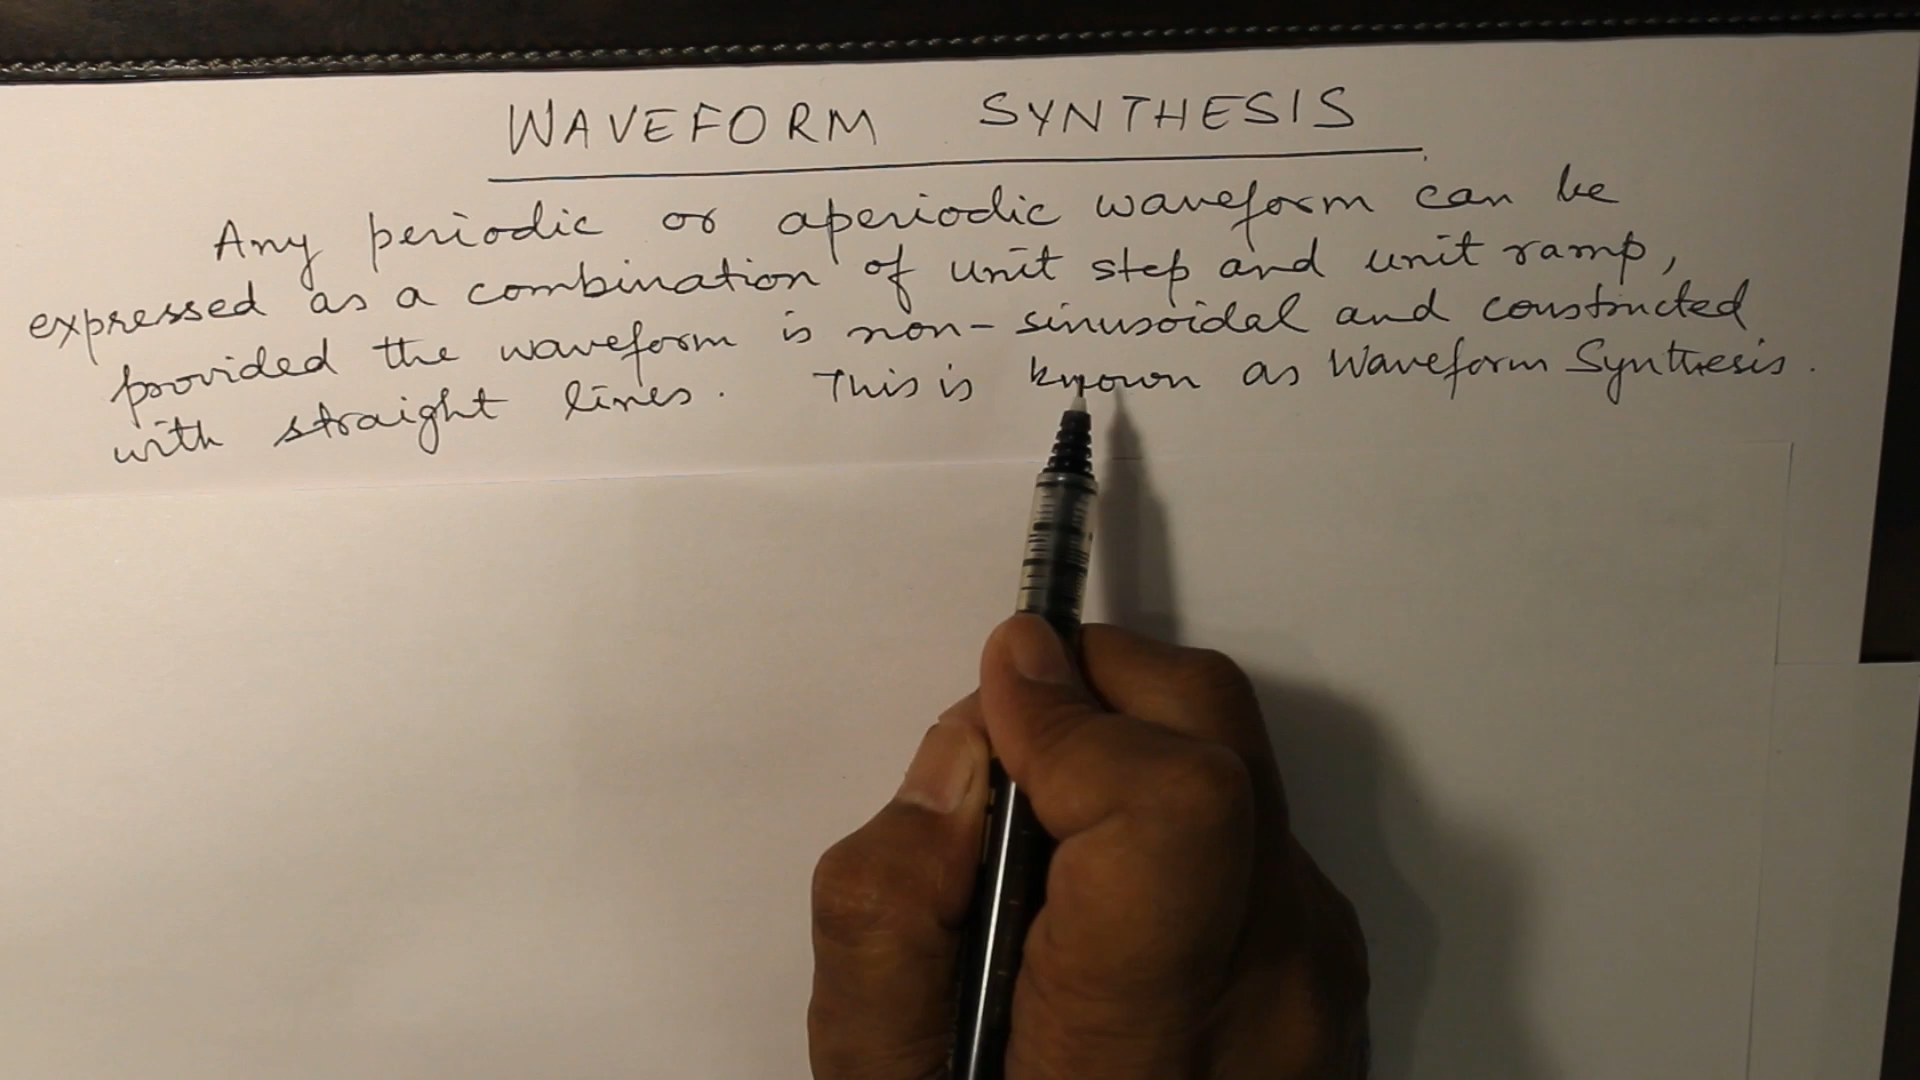 WAVEFORM SYNTHESIS
Any periodic or aperiodic waveform can be
expressed as a combination of unit step and unit ramp,
provided the waveform is non-sinusoidal and constructed
with straight lines. This is known as Waveform Synthesis.